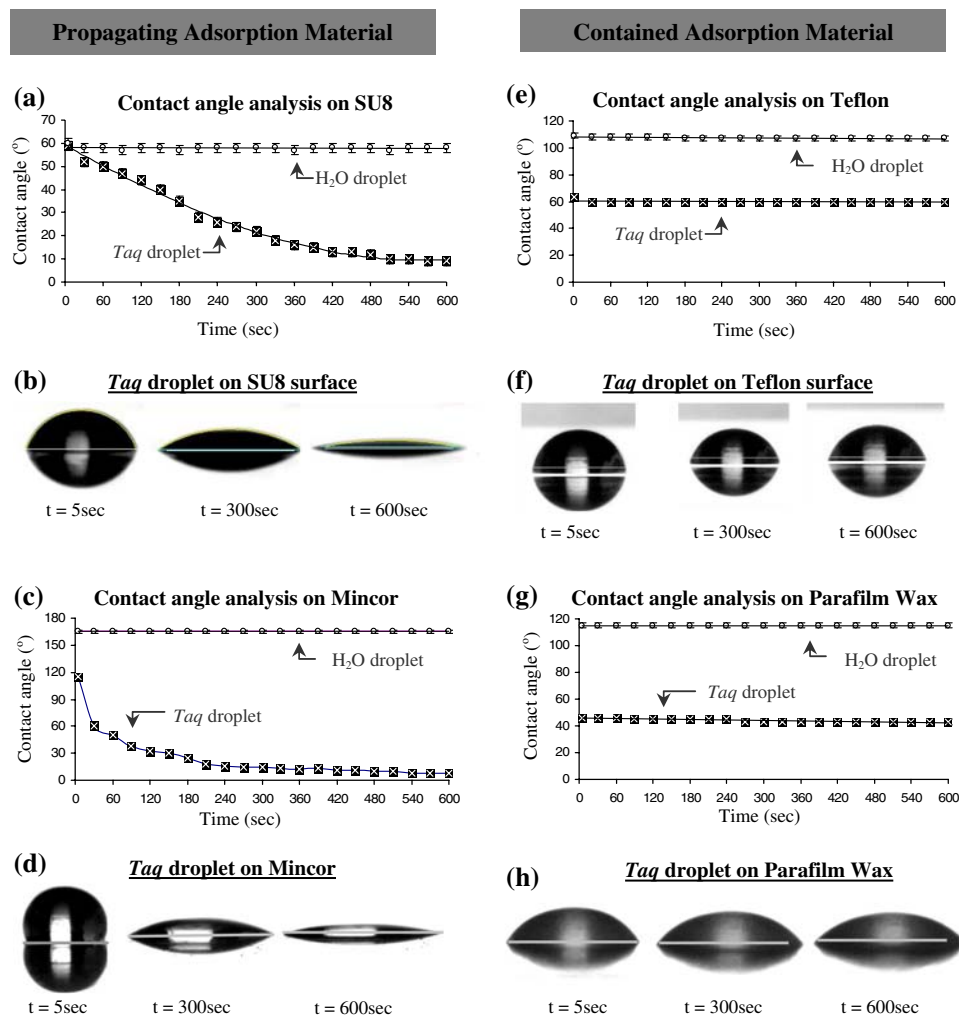 Propagating Adsorption Material
Contained Adsorption Material
(a)
Contact angle analysis on SU8
70
60
50
40
30
20
10
0
Contact angle (°)
H₂O droplet
Taq droplet
0 60 120 180 240 300 360 420 480 540 600
Time (sec)
(b)
Taq droplet on SU8 surface
t = 5sec
t = 300sec
t = 600sec
(c)
Contact angle analysis on Mincor
180
150
120
90
60
30
0
Contact angle (°)
H₂O droplet
Taq droplet
0 60 120 180 240 300 360 420 480 540 600
Time (sec)
(d)
Taq droplet on Mincor
t = 5sec
t = 300sec
t = 600sec
(e)
Contact angle analysis on Teflon
120
100
80
60
40
20
0
Contact angle (°)
H₂O droplet
Taq droplet
0 60 120 180 240 300 360 420 480 540 600
Time (sec)
(f)
Taq droplet on Teflon surface
t = 5sec
t = 300sec
t = 600sec
(g)
Contact angle analysis on Parafilm Wax
120
100
80
60
40
20
0
Contact angle (°)
H₂O droplet
Taq droplet
0 60 120 180 240 300 360 420 480 540 600
Time (sec)
(h)
Taq droplet on Parafilm Wax
t = 5sec
t = 300sec
t = 600sec